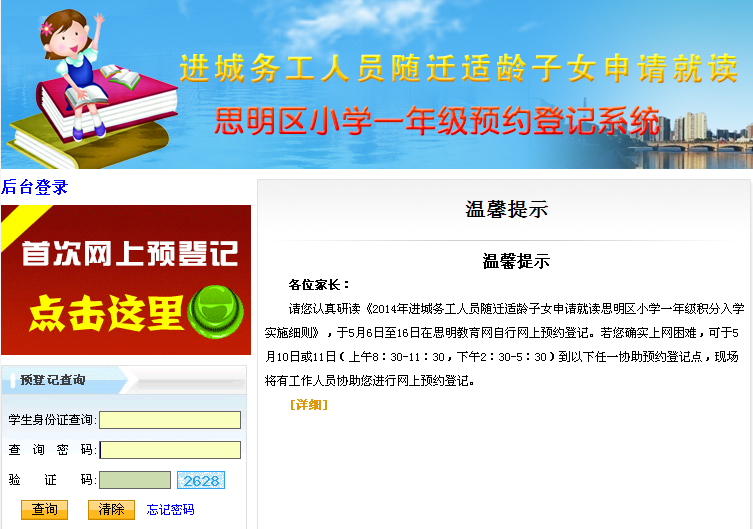 进城务工人员随迁适龄子女申请就读
思明区小学一年级预约登记系统
后台登录
首次网上预登记
点击这里
预登记查询
学生身份证查询:
查 询 密 码:
验 证 码:
2628
查询
清除
忘记密码
温馨提示
温馨提示
各位家长：
请您认真研读《2014年进城务工人员随迁适龄子女申请就读思明区小学一年级积分入学
实施细则》，于5月6日至16日在思明教育网自行网上预约登记。若您确实上网困难，可于5
月10日或11日（上午8：30-11：30，下午2：30-5：30）到以下任一协助预约登记点，现场
将有工作人员协助您进行网上预约登记。
[详细]